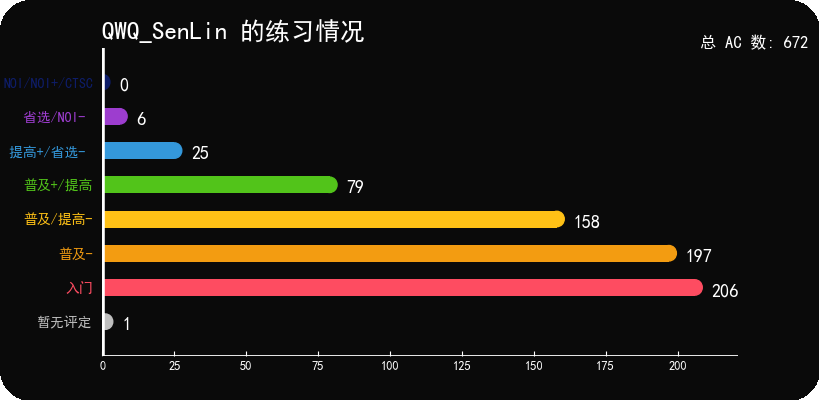 QWQ_SenLin 的练习情况
总 AC 数: 672
NOI/NOI+/CTSC 0
省选/NOI- 6
提高+/省选- 25
普及+/提高 79
普及/提高- 158
普及- 197
入门 206
暂无评定 1
0 25 50 75 100 125 150 175 200